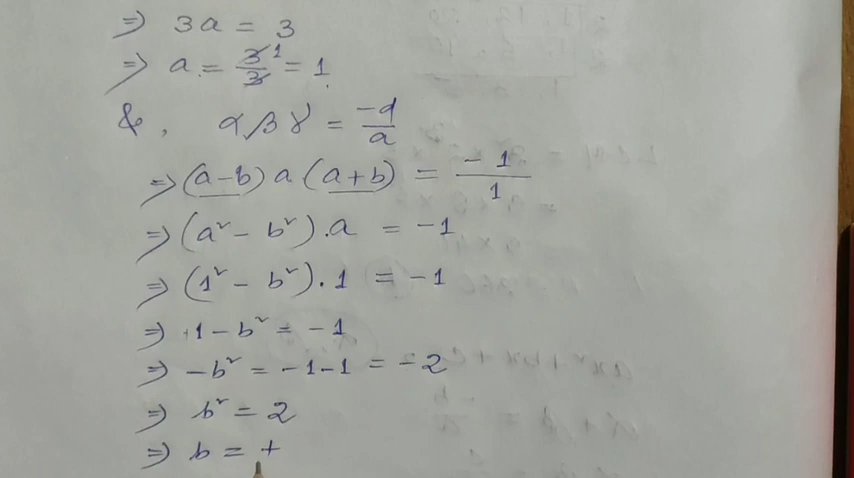 ⇒ 3a = 3
⇒ a = 3/3 1 = 1
&, αβγ = -d/a
⇒ (a-b) a (a+b) = -1/1
⇒ (a² - b²).a = -1
⇒ (1² - b²).1 = -1
⇒ 1 - b² = -1
⇒ -b² = -1-1 = -2
⇒ b² = 2
⇒ b = +